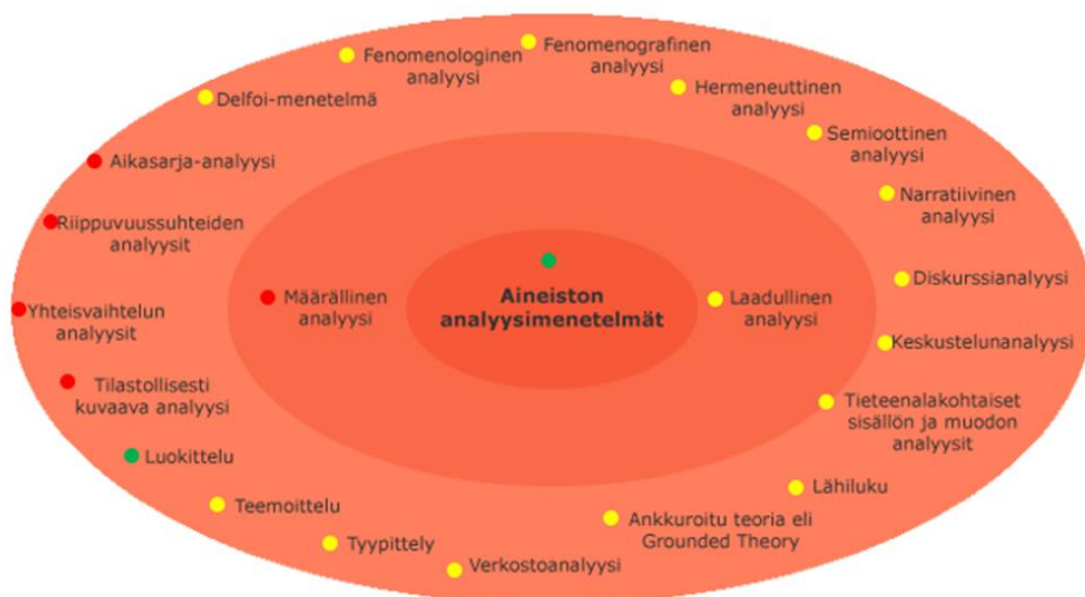 Fenomenologinen
analyysi
Fenomenografinen
analyysi
Hermeneuttinen
analyysi
Delfoi-menetelmä
Semioottinen
analyysi
Aikasarja-analyysi
Narratiivinen
analyysi
Riippuvuussuhteiden
analyysit
Diskurssianalyysi
Määrällinen
analyysi
Aineiston
analyysimenetelmät
Laadullinen
analyysi
Yhteisvaihtelun
analyysit
Keskustelunanalyysi
Tilastollisesti
kuvaava analyysi
Tieteenalakohtaiset
sisällön ja muodon
analyysit
Luokittelu
Lähiluku
Teemoittelu
Ankkuroitu teoria eli
Grounded Theory
Tyypittely
Verkostoanalyysi